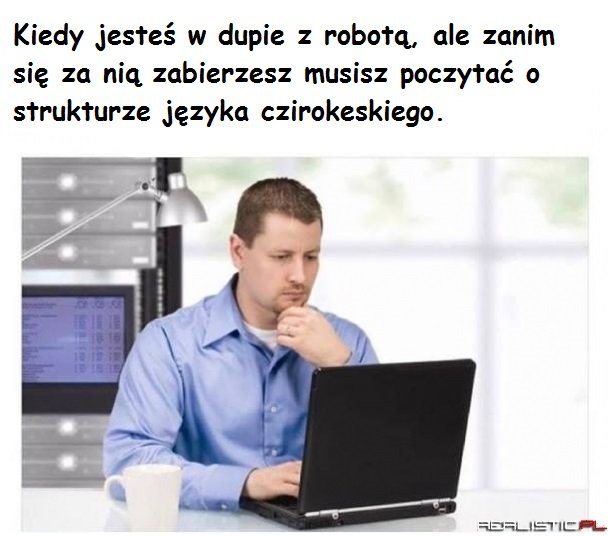 Kiedy jesteś w dupie z robotą, ale zanim
się za nią zabierzesz musisz poczytać o
strukturze języka czirokeskiego.
REALISTIC.PL